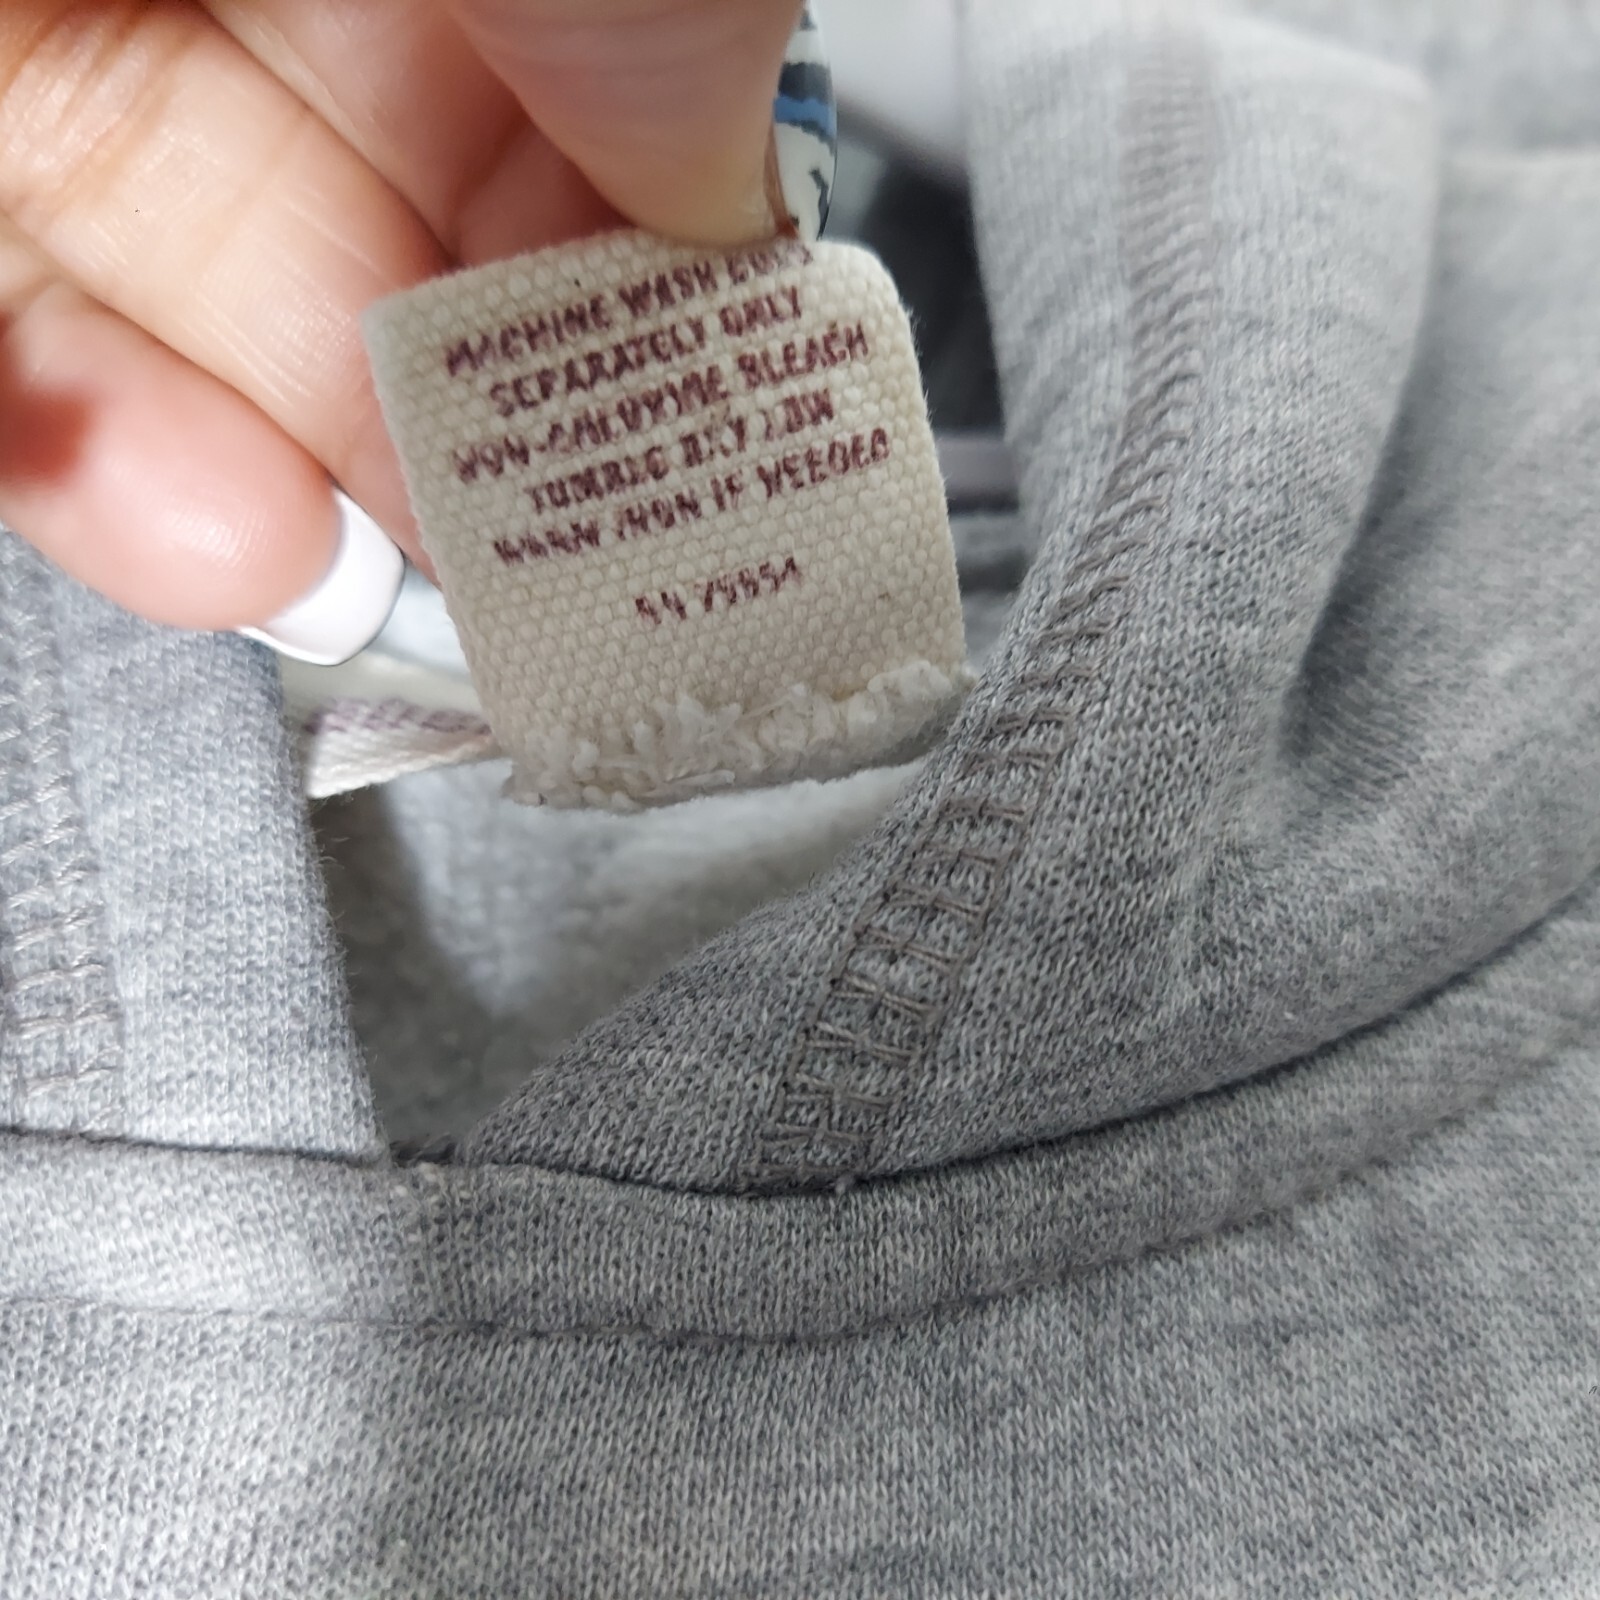 MACHINE WASH COLD
SEPARATELY ONLY
NON-CHLORINE BLEACH
TUMBLE DRY LOW
WARM IRON IF NEEDED